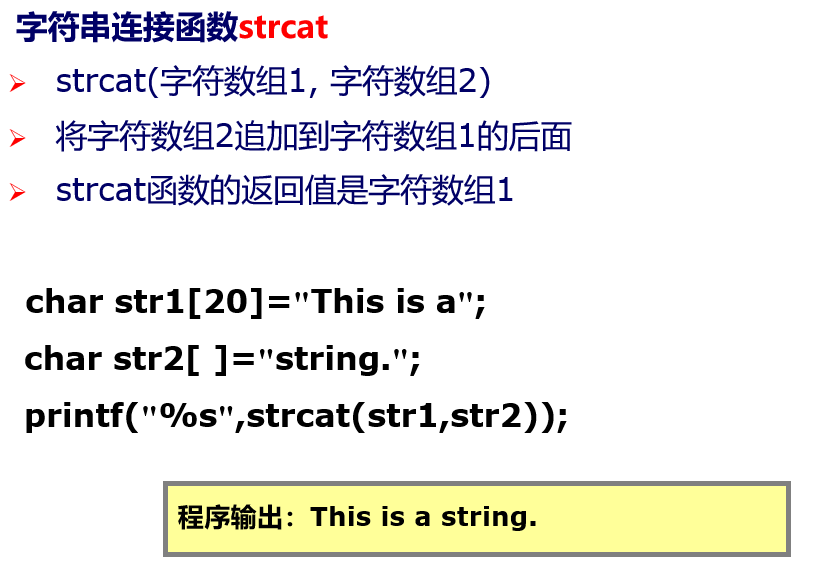 字符串连接函数strcat
strcat(字符数组1, 字符数组2)
将字符数组2追加到字符数组1的后面
strcat函数的返回值是字符数组1
char str1[20]="This is a";
char str2[ ]="string.";
printf("%s",strcat(str1,str2));
程序输出：This is a string.